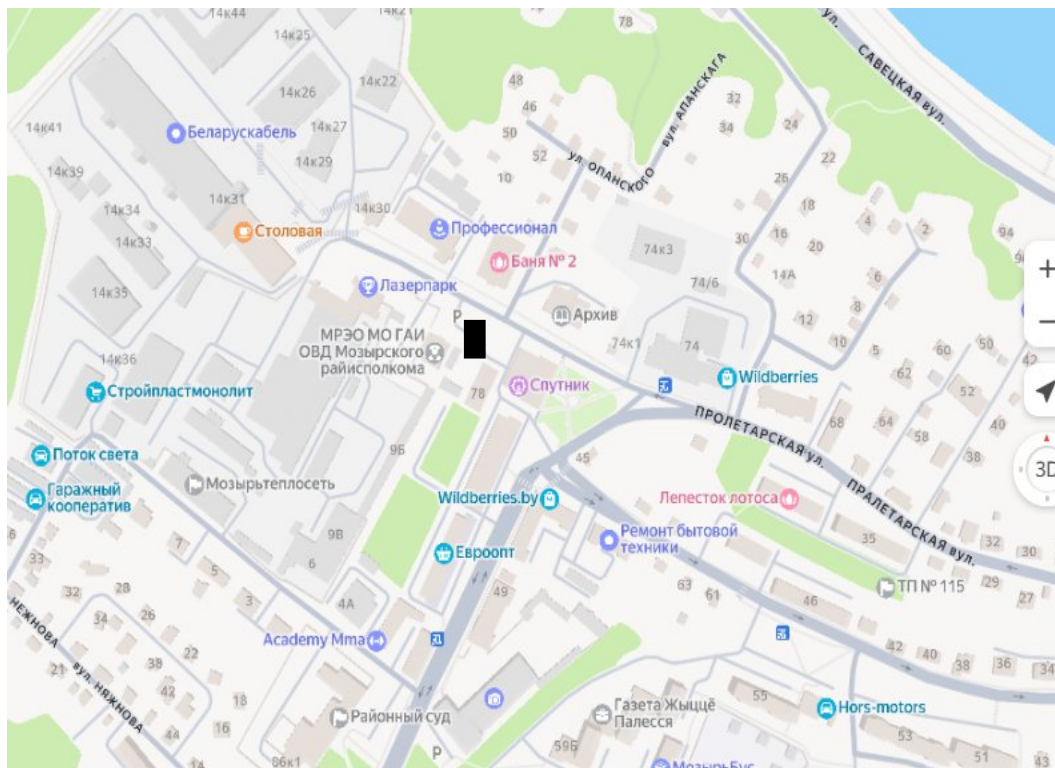 14к44
14к21
78
УЛ.
САВЕЦКАЯ ВУЛ.
14к25
14к22
14к26
48
46
вул. АПАНСКАГА
32
14к41
Беларускабель
14к27
50
34
24
14к29
52
ул. ОПАНСКОГО
22
14к39
10
26
14к34
14к31
14к30
18
4
2
Столовая
Профессионал
30
16
94
14к33
74к3
20
Баня № 2
14А
6
14к35
Лазерпарк
74/6
8
P
Архив
12
МРЭО МО ГАИ
ОВД Мозырского
райисполкома
74к1
74
10
5
60
50
42
14к36
62
Wildberries
Стройпластмонолит
78
Спутник
52
ПРОЛЕТАРСКАЯ ул.
68
64
40
58
9Б
Поток света
45
38
3D
Мозырьтеплосеть
Гаражный
кооператив
Wildberries.by
Лепесток лотоса
ПРАЛЕТАРСКАЯ вул.
Ремонт бытовой
техники
9В
35
32
30
7
33
Евроопт
6
5
ТП № 115
29
27
32
28
63
61
3
4А
49
46
34
26
НЕЖНОВА
Academy Mma
42
40
38
36
34
22
21
38
вул. НЯЖНОВА
42
18
55
Газета Жыццё
Палесся
Hors-motors
44
16
Районный суд
53
14
86к1
P
59Б
51
43
МозырьБус